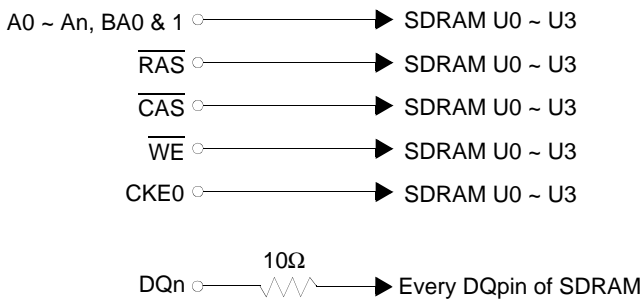 A0 ~ An, BA0 & 1 SDRAM U0 ~ U3
RAS SDRAM U0 ~ U3
CAS SDRAM U0 ~ U3
WE SDRAM U0 ~ U3
CKE0 SDRAM U0 ~ U3
10Ω
DQn Every DQpin of SDRAM